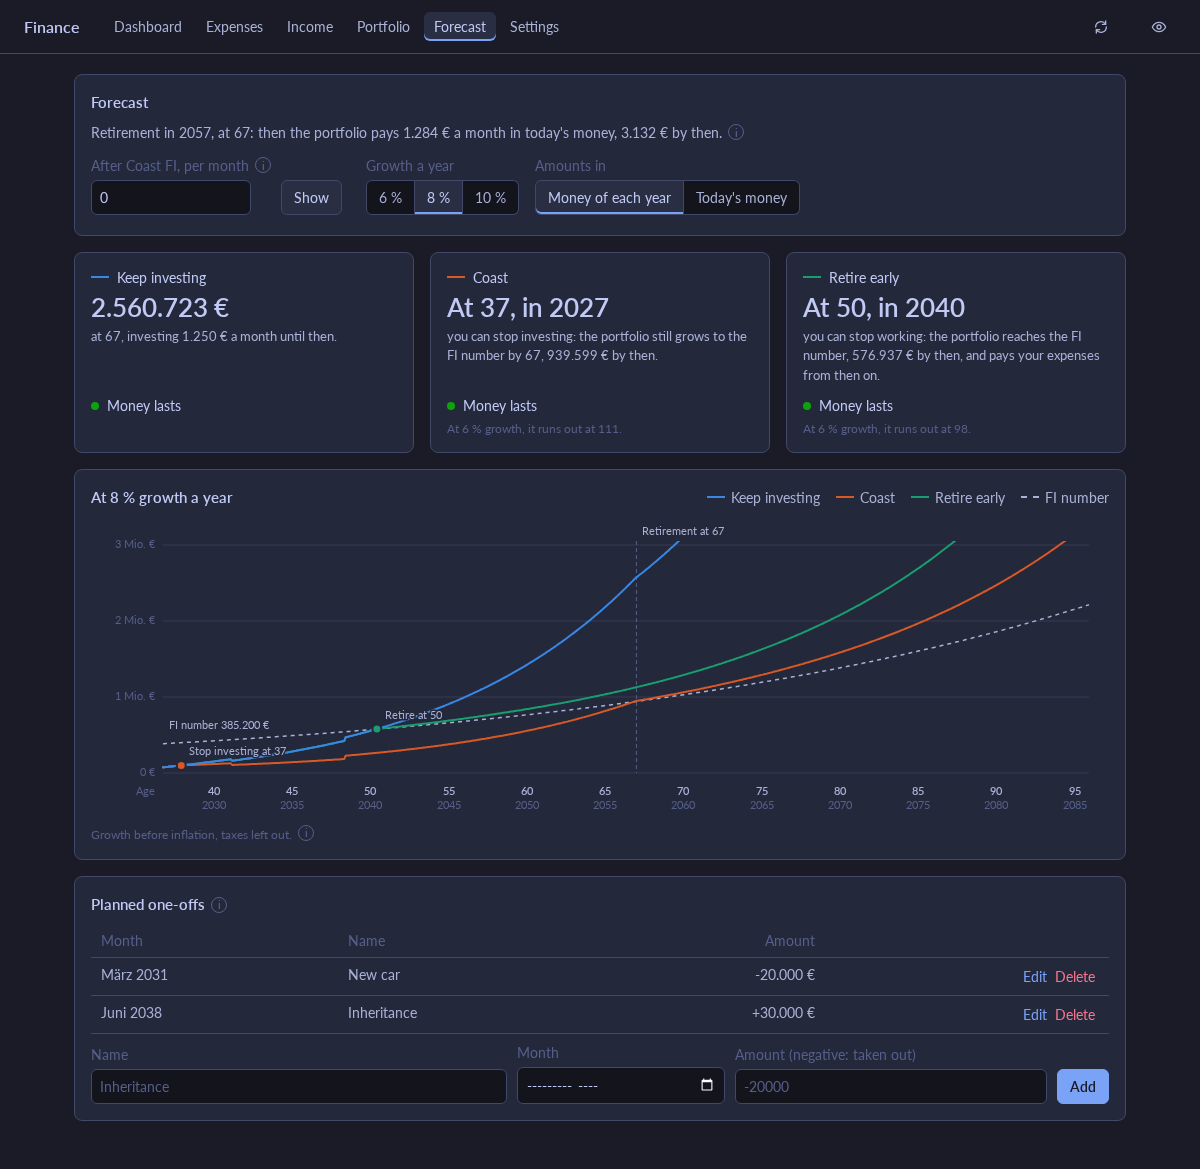 Finance Dashboard Expenses Income Portfolio Forecast Settings
Forecast
Retirement in 2057, at 67: then the portfolio pays 1.284 € a month in today's money, 3.132 € by then.
After Coast FI, per month Growth a year Amounts in
0 Show 6 % 8 % 10 % Money of each year Today's money
Keep investing
2.560.723 €
at 67, investing 1.250 € a month until then.
Money lasts
Coast
At 37, in 2027
you can stop investing: the portfolio still grows to the
FI number by 67, 939.599 € by then.
Money lasts
At 6 % growth, it runs out at 111.
Retire early
At 50, in 2040
you can stop working: the portfolio reaches the FI
number, 576.937 € by then, and pays your expenses
from then on.
Money lasts
At 6 % growth, it runs out at 98.
At 8 % growth a year Keep investing Coast Retire early FI number
Retirement at 67
3 Mio. €
2 Mio. €
1 Mio. €
Retire at 50
FI number 385.200 €
Stop investing at 37
0 €
Age 40 45 50 55 60 65 70 75 80 85 90 95
2030 2035 2040 2045 2050 2055 2060 2065 2070 2075 2080 2085
Growth before inflation, taxes left out.
Planned one-offs
Month Name Amount
März 2031 New car -20.000 € Edit Delete
Juni 2038 Inheritance +30.000 € Edit Delete
Name Month Amount (negative: taken out)
Inheritance --------- ---- -20000 Add